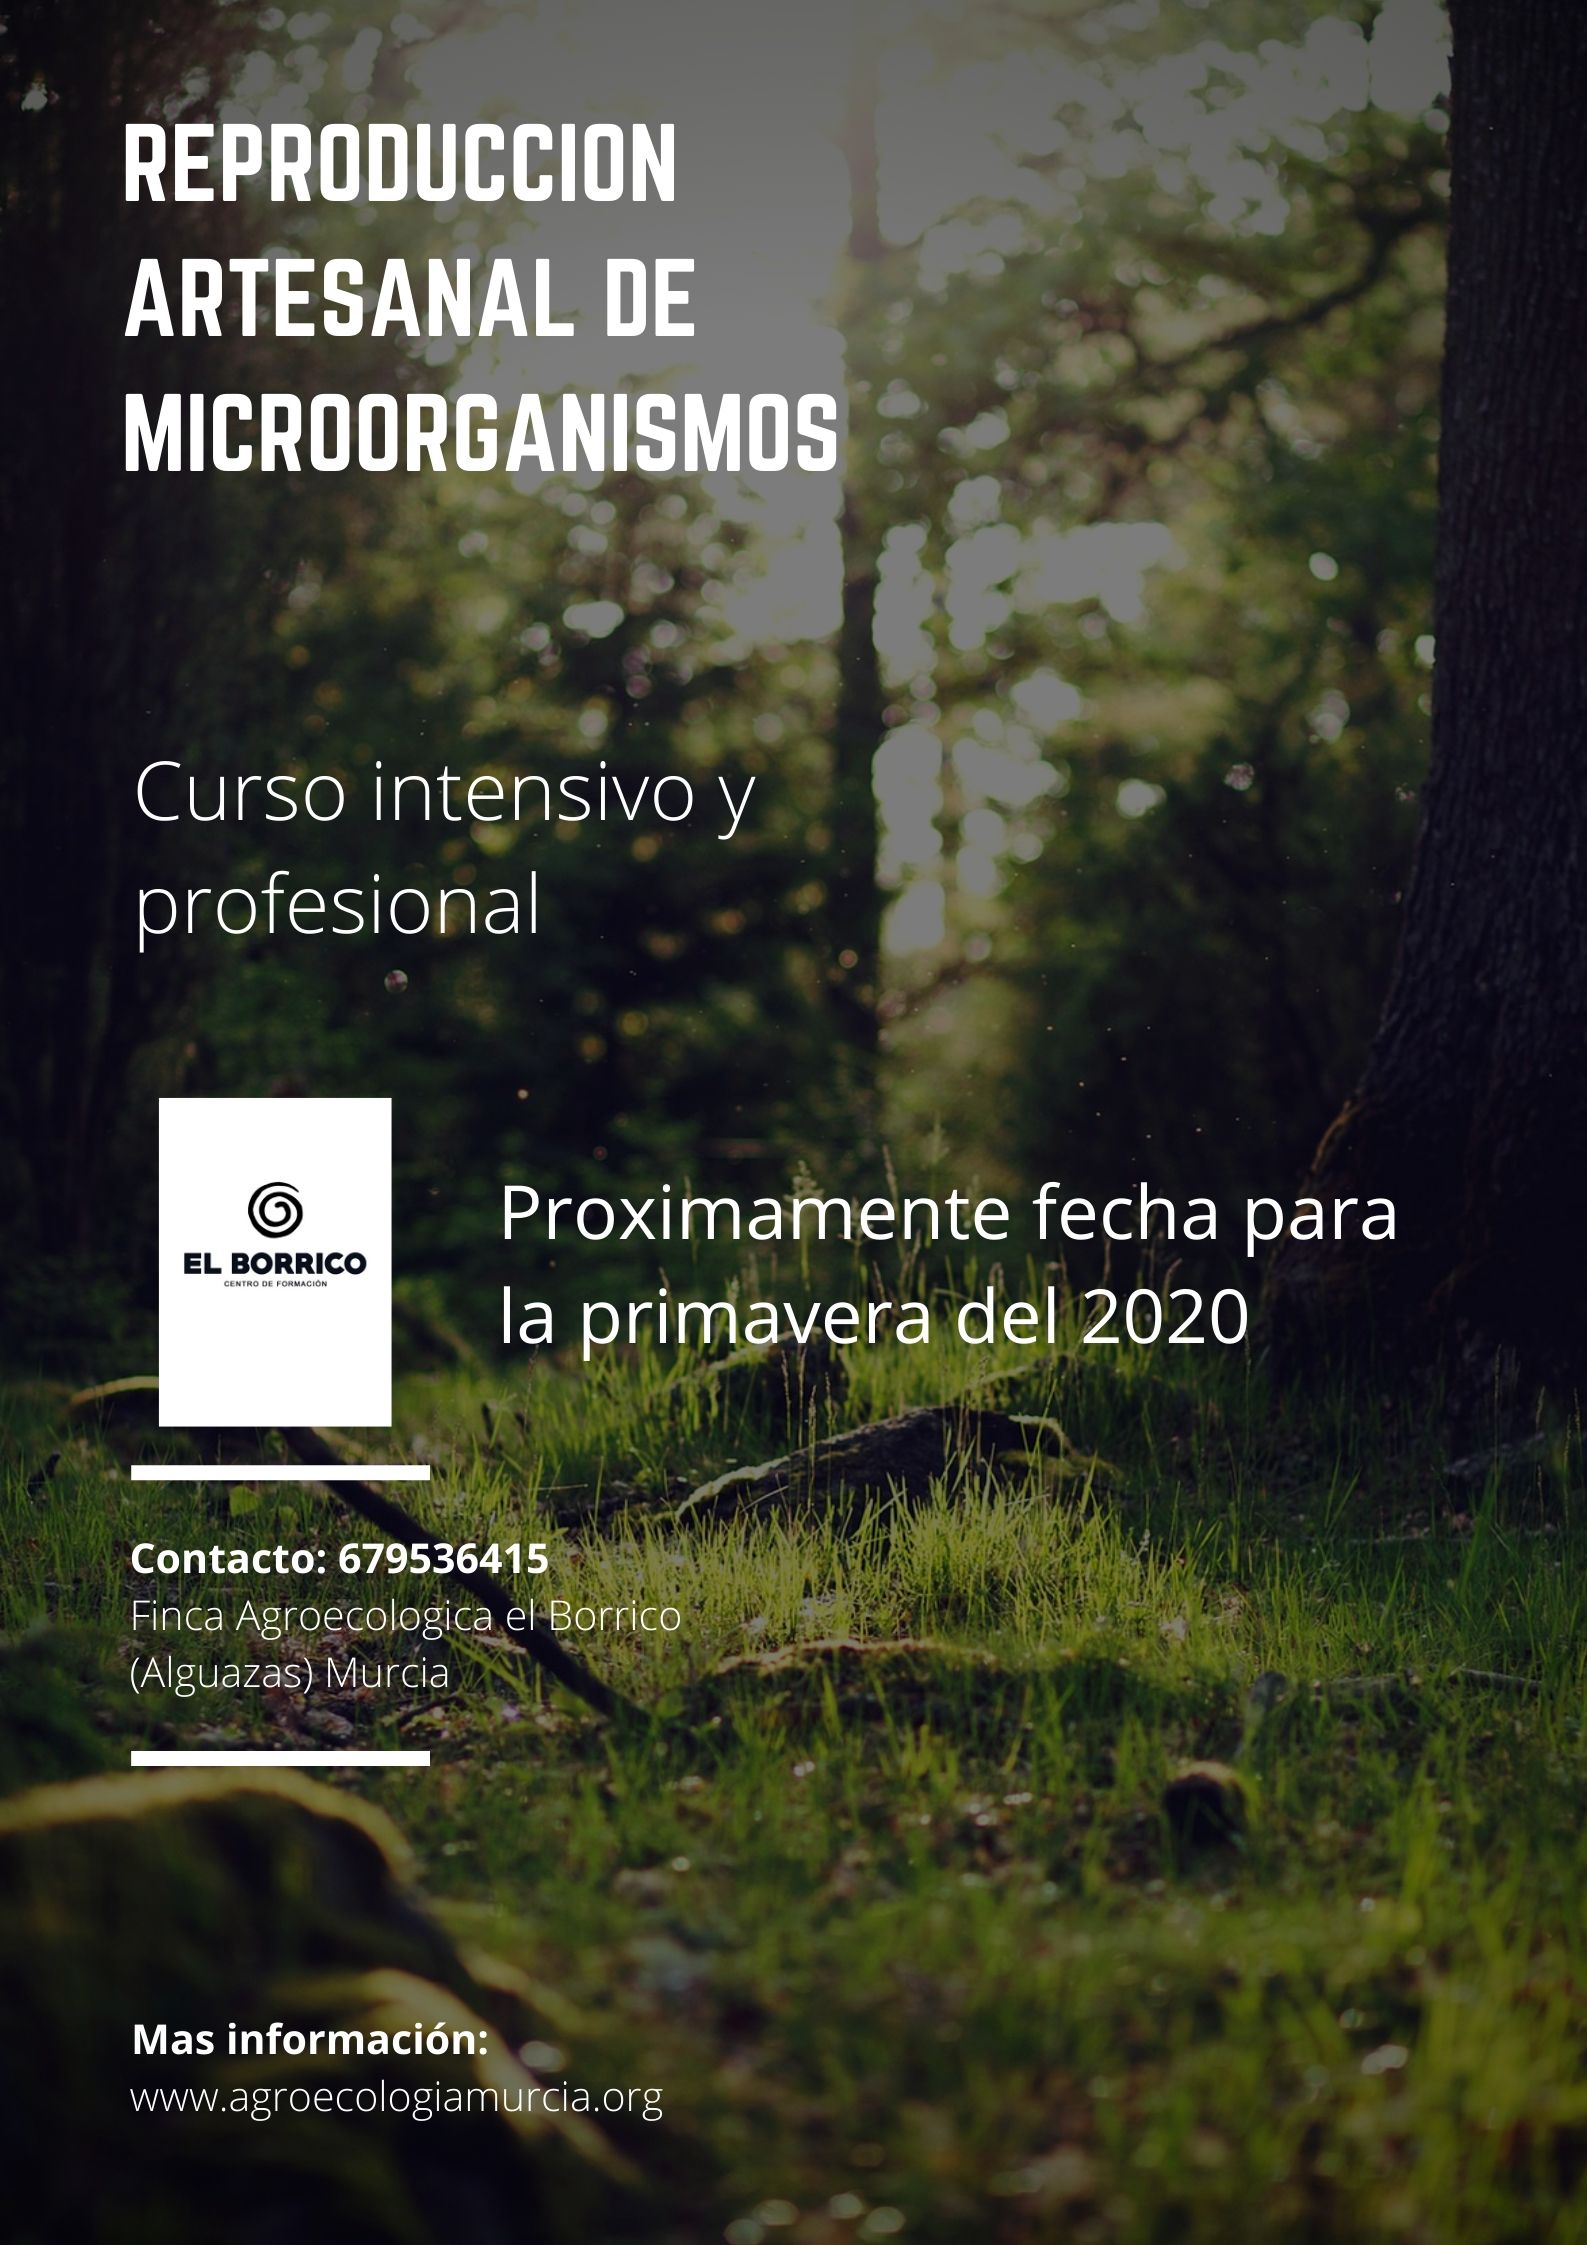 REPRODUCCION
ARTESANAL DE
MICROORGANISMOS
Curso intensivo y
profesional
EL BORRICO
CENTRO DE FORMACIÓN
Proximamente fecha para
la primavera del 2020
Contacto: 679536415
Finca Agroecologica el Borrico
(Alguazas) Murcia
Mas información:
www.agroecologiamurcia.org